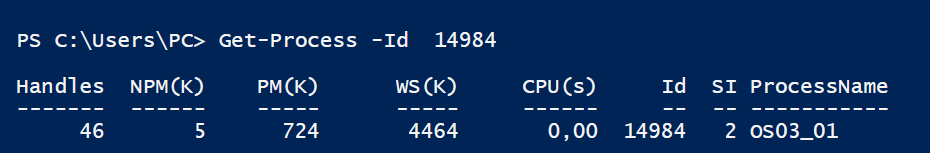 PS C:\Users\PC> Get-Process -Id  14984
Handles  NPM(K)    PM(K)      WS(K)     CPU(s)     Id  SI ProcessName
-------  ------    -----      -----     ------     --  -- -----------
     46       5      724       4464       0,00  14984   2 os03_01